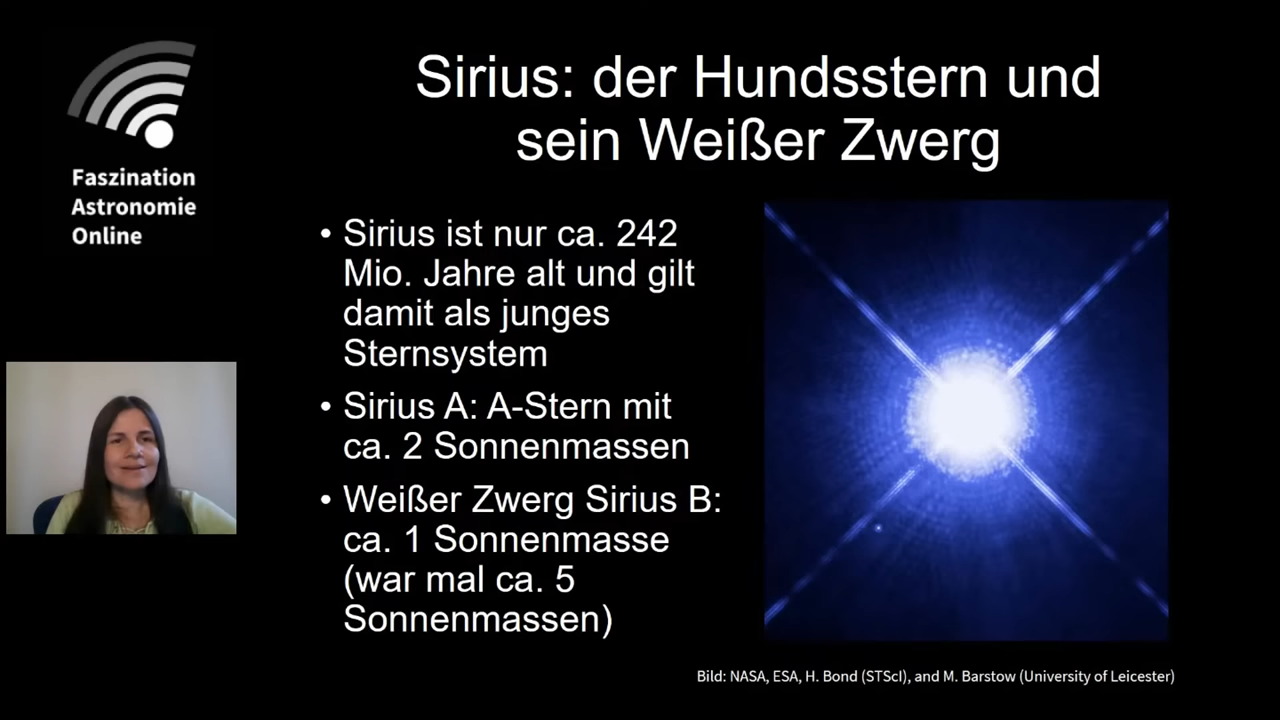 Faszination
Astronomie
Online
Sirius: der Hundsstern und
sein Weißer Zwerg
• Sirius ist nur ca. 242
Mio. Jahre alt und gilt
damit als junges
Sternsystem
• Sirius A: A-Stern mit
ca. 2 Sonnenmassen
• Weißer Zwerg Sirius B:
ca. 1 Sonnenmasse
(war mal ca. 5
Sonnenmassen)
Bild: NASA, ESA, H. Bond (STScI), and M. Barstow (University of Leicester)